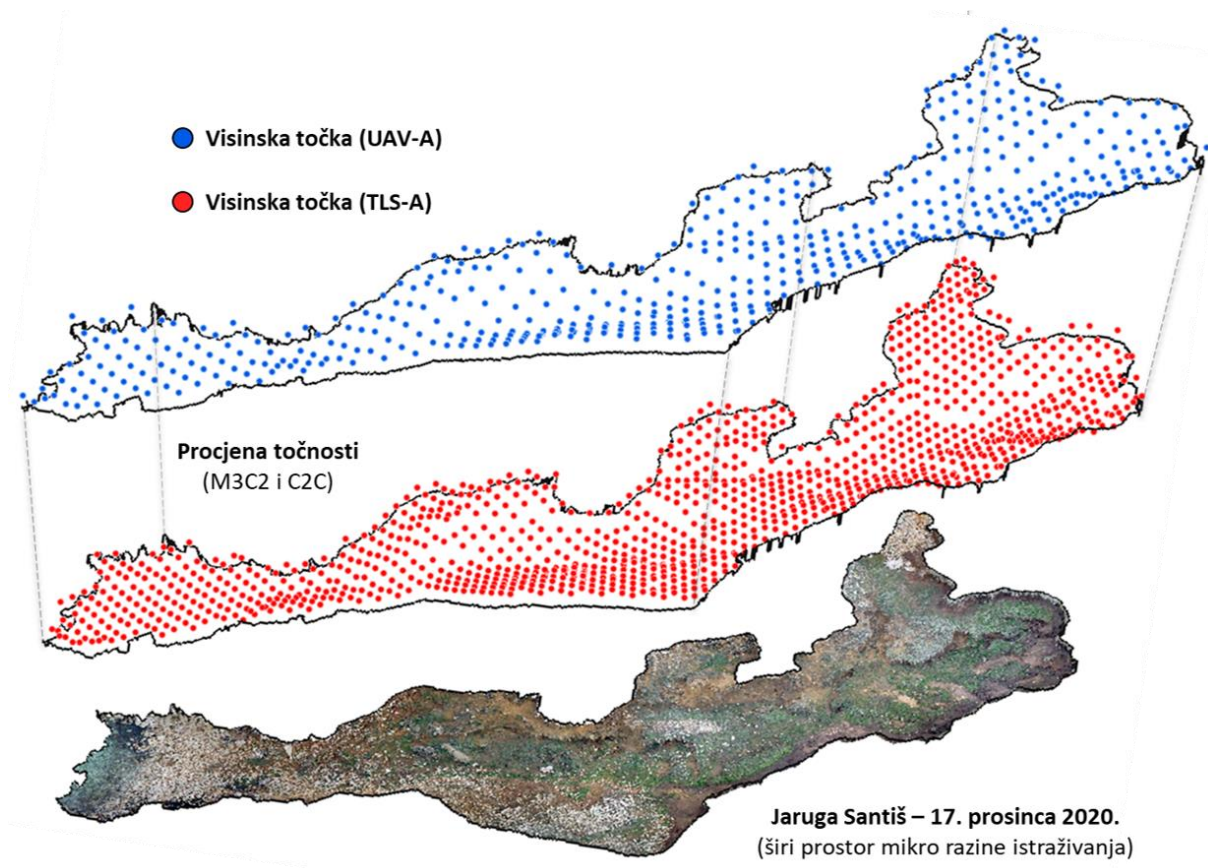 Visinska točka (UAV-A)
Visinska točka (TLS-A)
Procjena točnosti
(M3C2 i C2C)
Jaruga Santiš – 17. prosinca 2020.
(širi prostor mikro razine istraživanja)